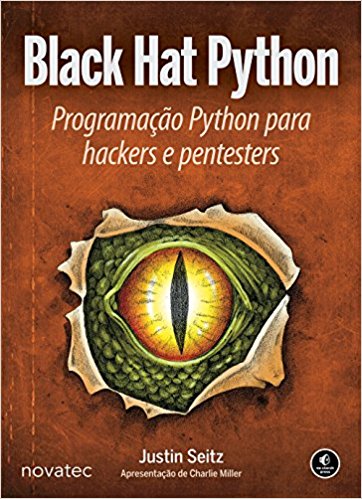 Black Hat Python
Programação Python para
hackers e pentesters
Justin Seitz
novatec
Apresentação de Charlie Miller